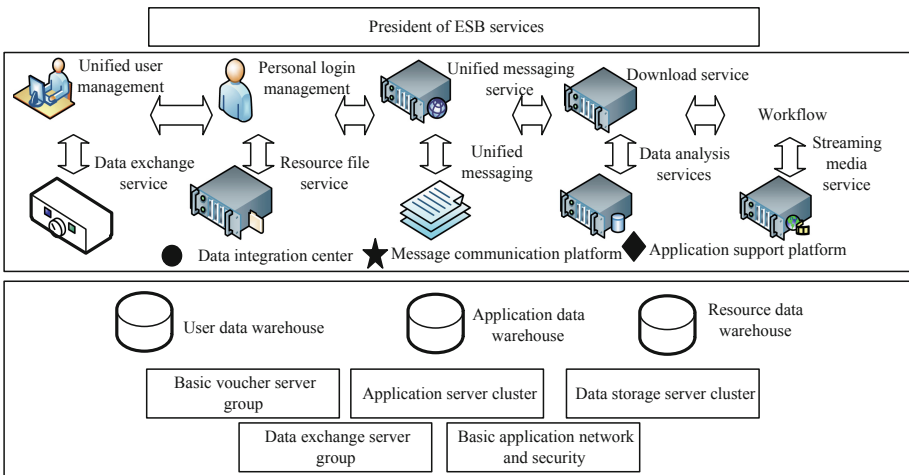 President of ESB services
Unified user
management
Personal login
management
Unified messaging
service
Download service
Workflow
Data exchange
service
Resource file
service
Unified
messaging
Data analysis
services
Streaming
media
service
Data integration center
Message communication platform
Application support platform
User data warehouse
Application data
warehouse
Resource data
warehouse
Basic voucher server
group
Application server cluster
Data storage server cluster
Data exchange server
group
Basic application network
and security